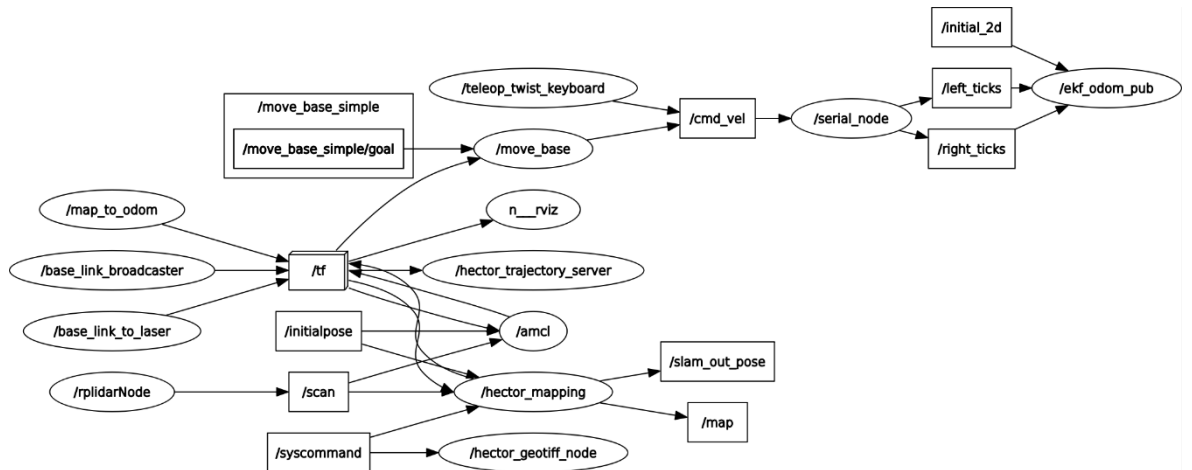 /initial_2d
/teleop_twist_keyboard
/left_ticks
/ekf_odom_pub
/move_base_simple
/cmd_vel
/serial_node
/move_base_simple/goal
/move_base
/right_ticks
/map_to_odom
n___rviz
/base_link_broadcaster
/tf
/hector_trajectory_server
/base_link_to_laser
/initialpose
/amcl
/slam_out_pose
/rplidarNode
/scan
/hector_mapping
/map
/syscommand
/hector_geotiff_node